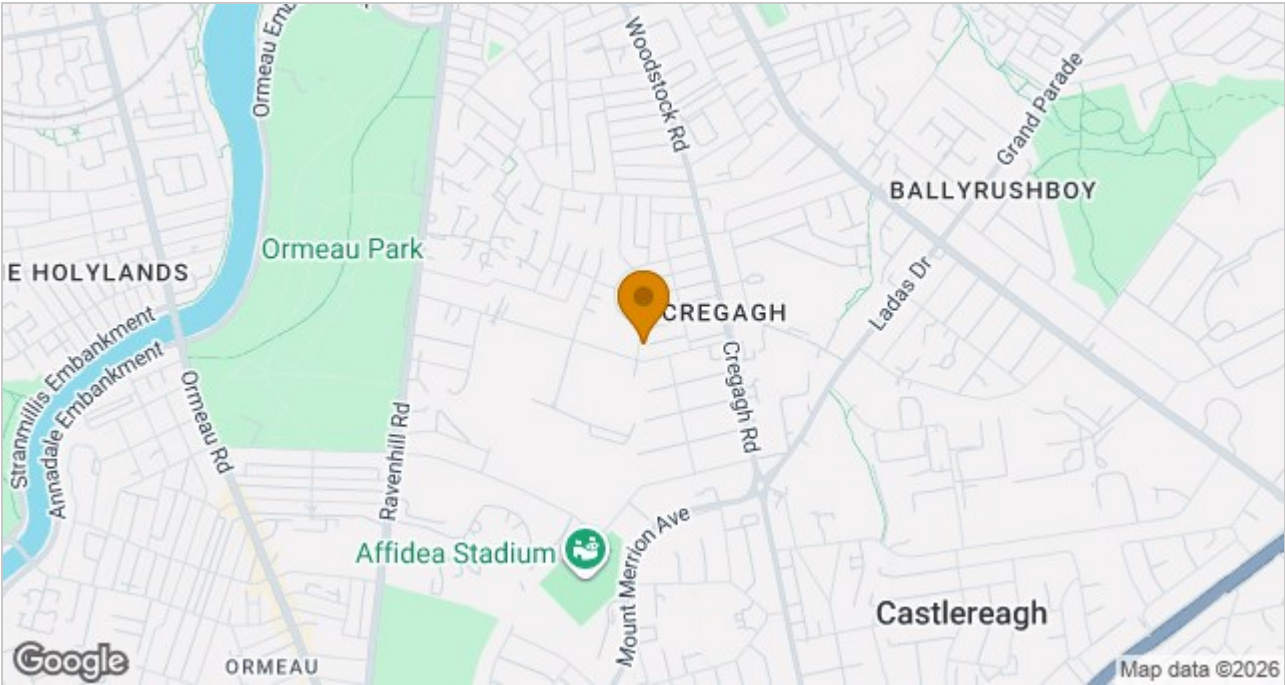 Ormeau Emb
Woodstock Rd
Grand Parade
BALLYRUSHBOY
Ormeau Park
E HOLYLANDS
Ladas Dr
CREGAGH
Stranmillis Embankment
Annadale Embankment
Ormeau Rd
Ravenhill Rd
Cregagh Rd
Affidea Stadium
Mount Merrion Ave
Castlereagh
ORMEAU
Google
Map data ©2026